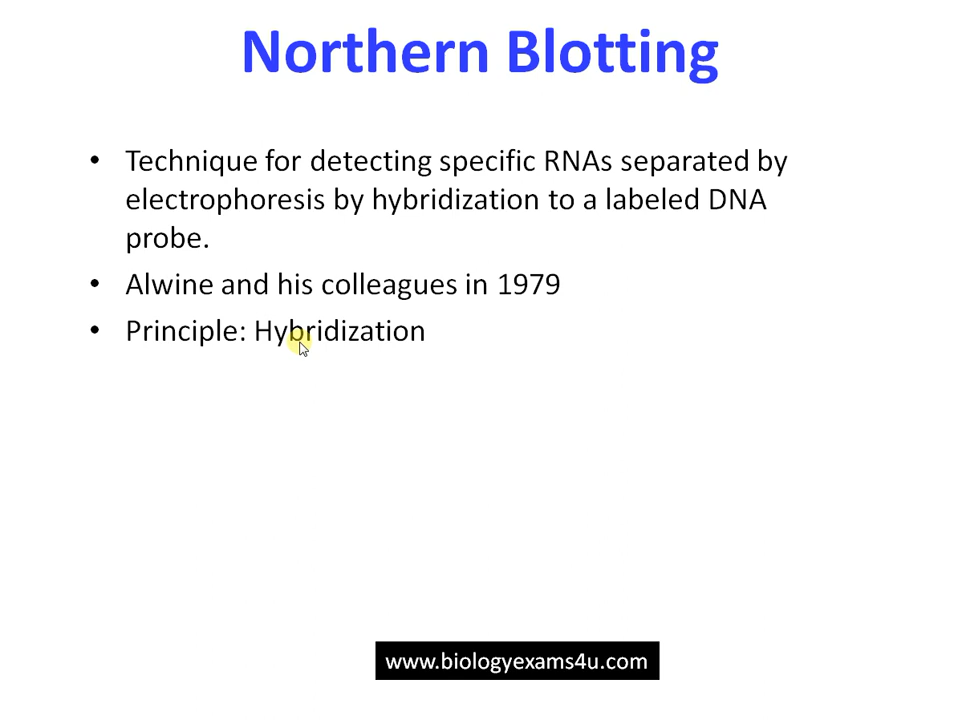 Northern Blotting
• Technique for detecting specific RNAs separated by
electrophoresis by hybridization to a labeled DNA
probe.
• Alwine and his colleagues in 1979
• Principle: Hybridization
www.biologyexams4u.com